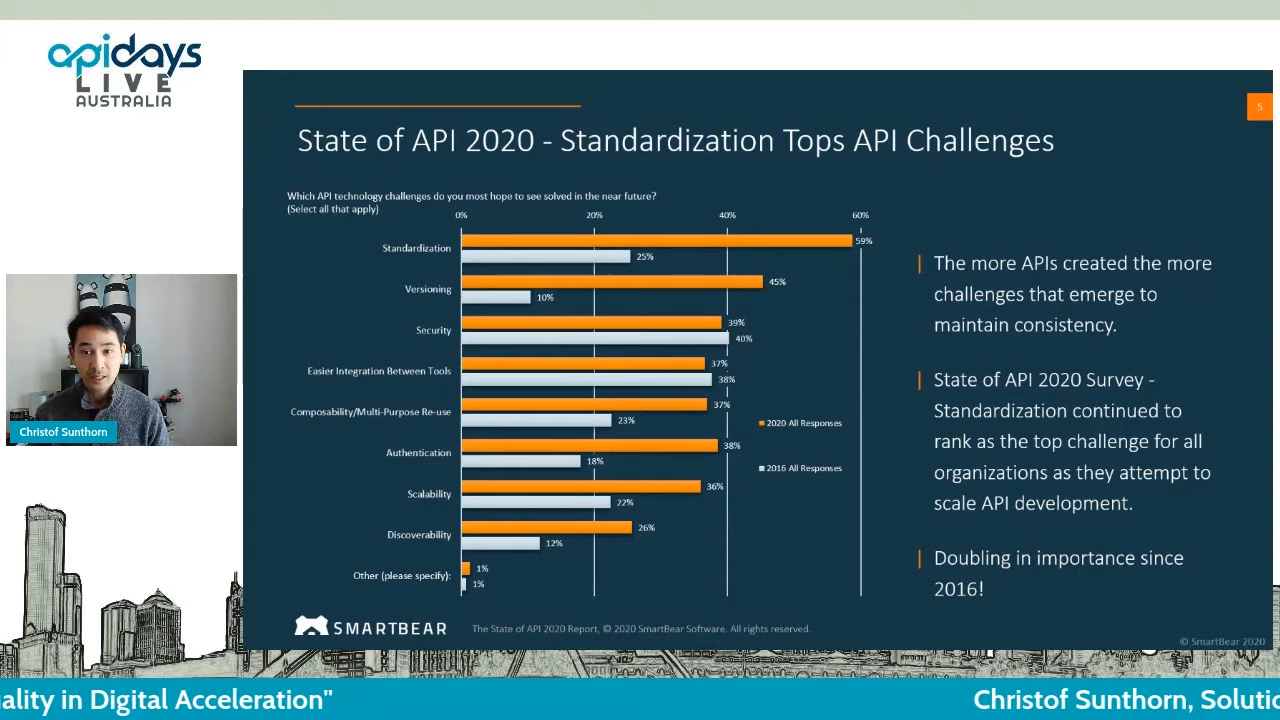 apidays
LIVE
AUSTRALIA
5
State of API 2020 - Standardization Tops API Challenges
Which API technology challenges do you most hope to see solved in the near future?
(Select all that apply)
0%
20%
40%
60%
Standardization
59%
25%
Versioning
45%
10%
Security
39%
40%
Easier Integration Between Tools
37%
38%
Composability/Multi-Purpose Re-use
37%
23%
Authentication
38%
18%
Scalability
36%
22%
Discoverability
26%
12%
Other (please specify):
1%
1%
2020 All Responses
2016 All Responses
The more APIs created the more
challenges that emerge to
maintain consistency.
State of API 2020 Survey -
Standardization continued to
rank as the top challenge for all
organizations as they attempt to
scale API development.
Doubling in importance since
2016!
Christof Sunthorn
SMARTBEAR
The State of API 2020 Report, © 2020 SmartBear Software. All rights reserved.
© SmartBear 2020
ality in Digital Acceleration"
Christof Sunthorn, Solutio